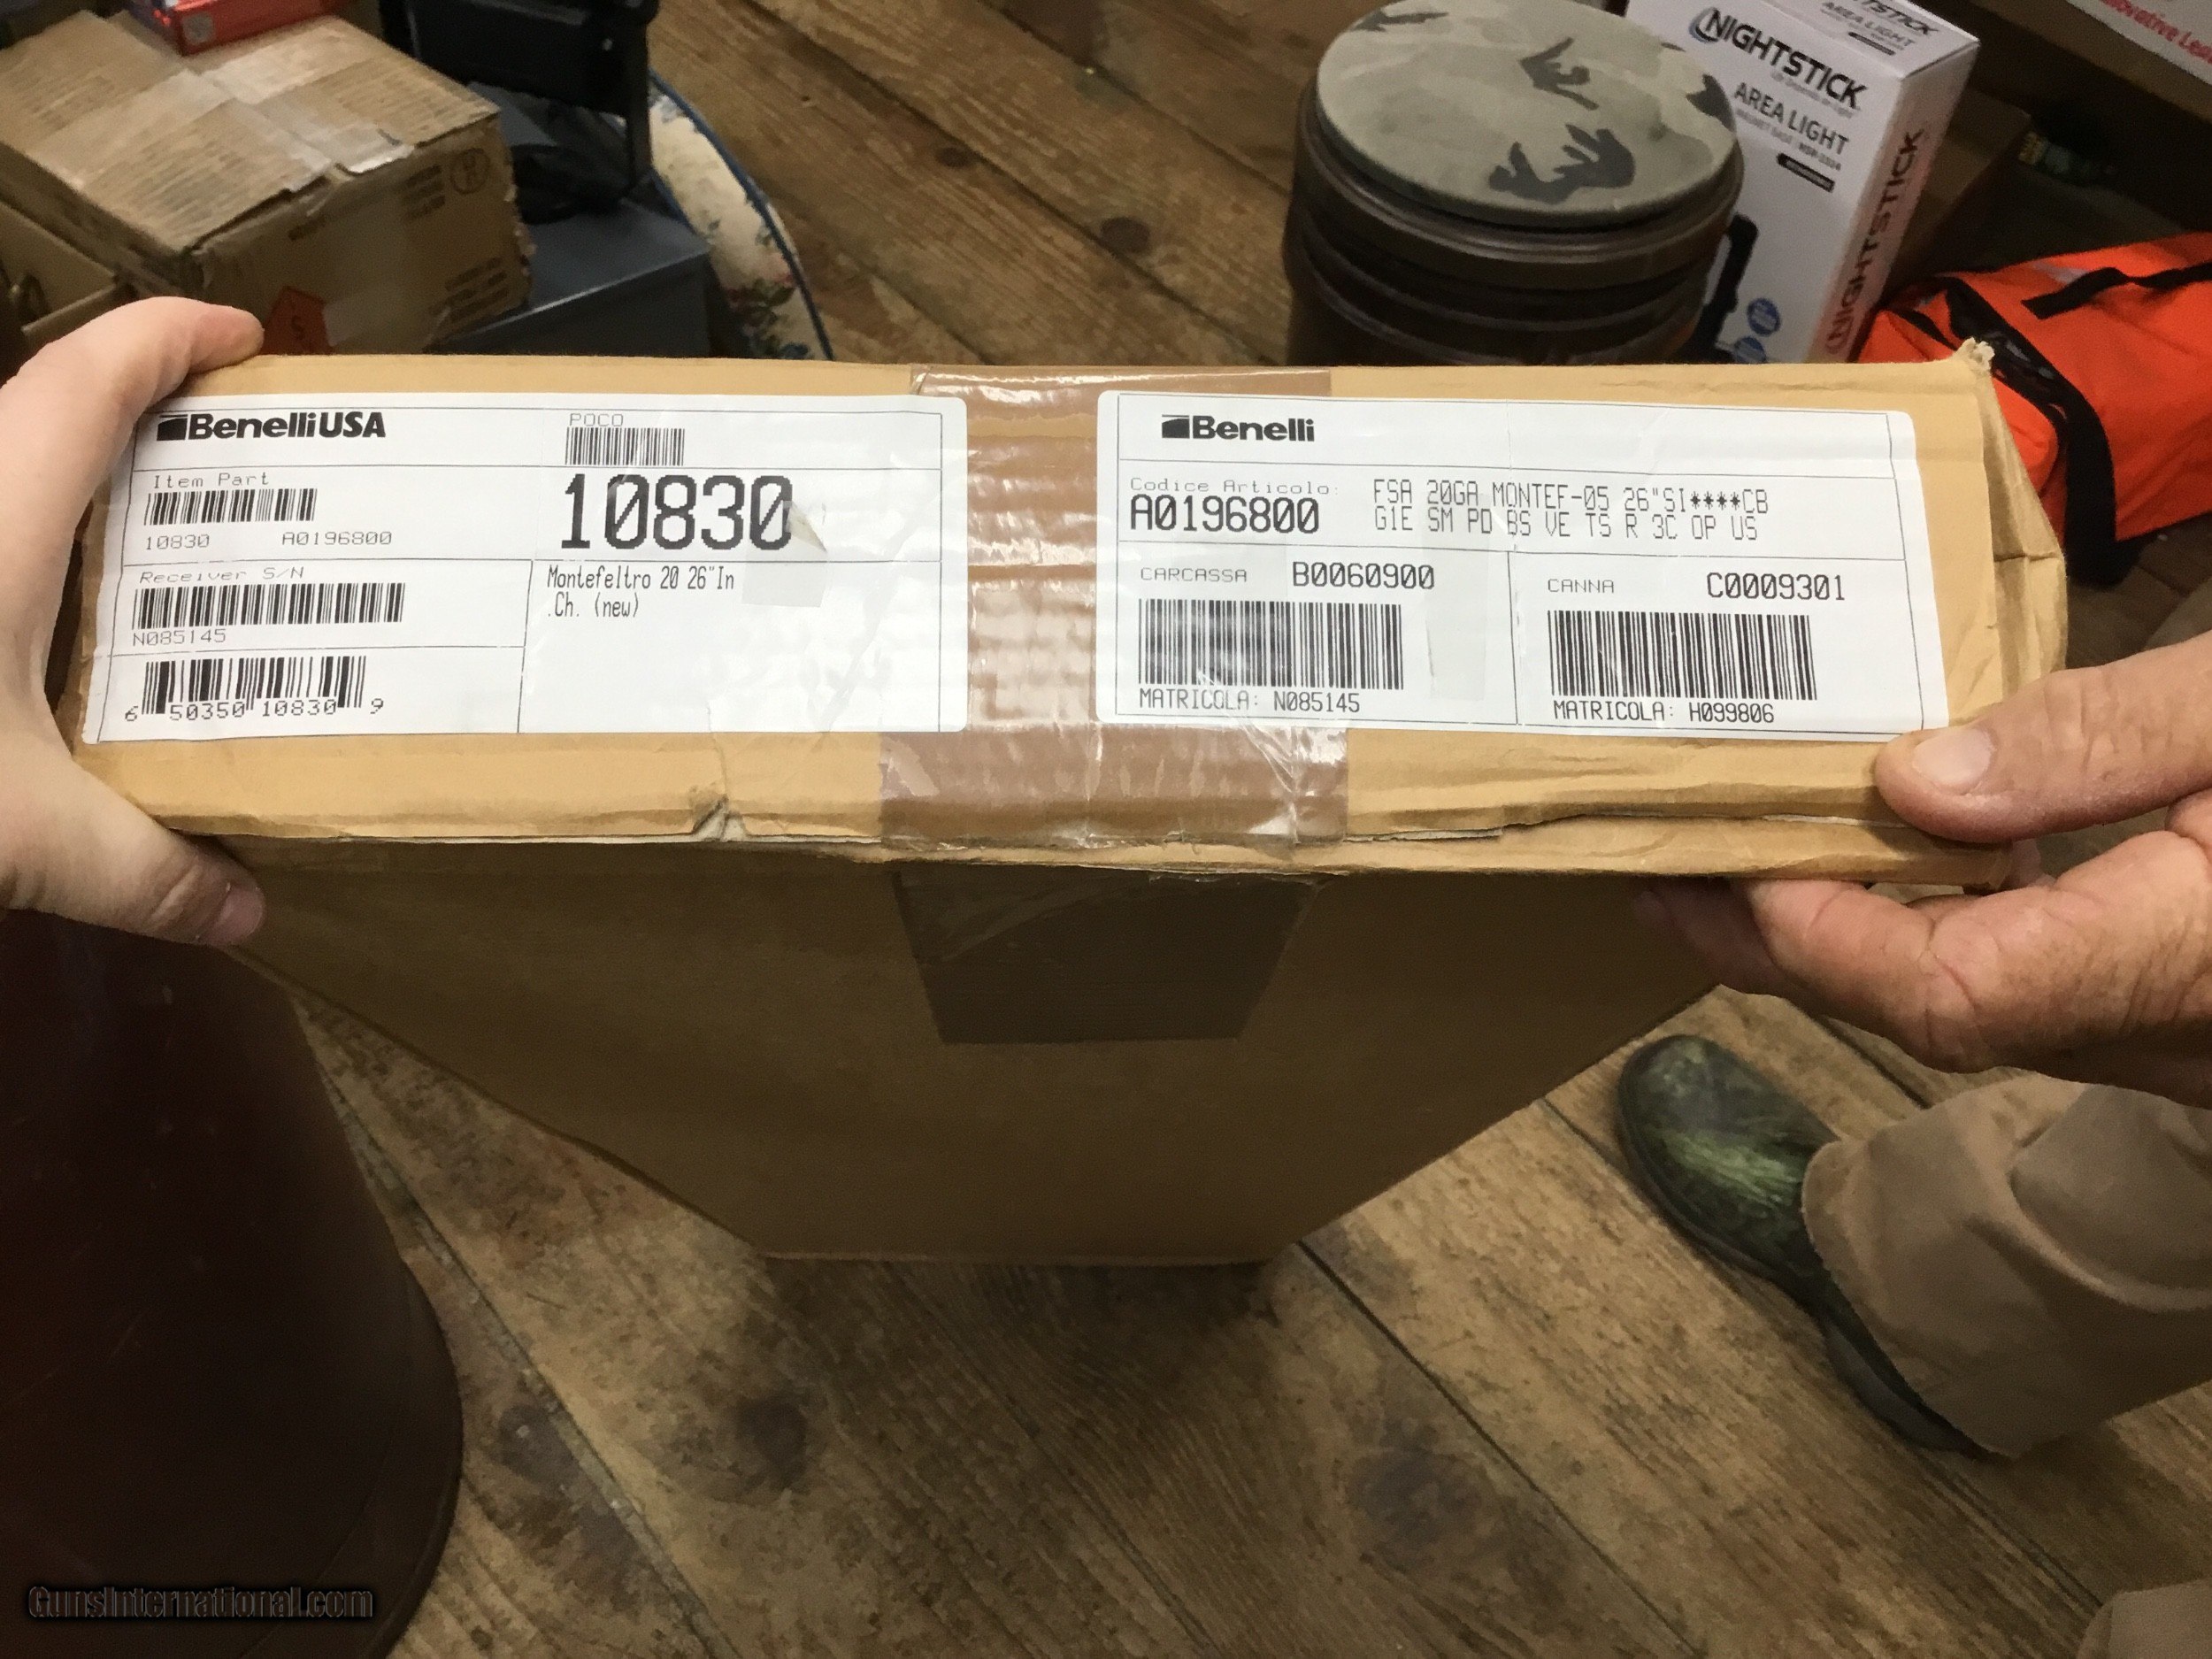 NIGHTSTICK
AREA LIGHT
NIGHTSTICK
BenelliUSA
POCO
Item Part
10830
10830 A0196800
Receiver S/N
N085145
Montefeltro 20 26"In
.Ch. (new)
6 50350 10830 9
Benelli
Codice Articolo:
A0196800
FSA 20GA MONTEF-05 26"SI****CB
G1E SM PD BS VE TS R 3C OP US
CARCASSA B0060900
MATRICOLA: N085145
CANNA C0009301
MATRICOLA: H099806
GunsInternational.com